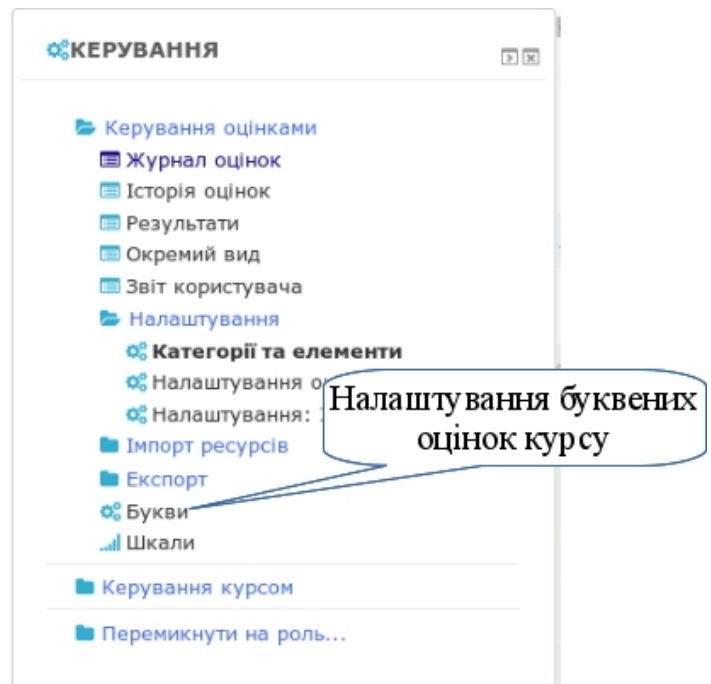 КЕРУВАННЯ
Керування оцінками
Журнал оцінок
Історія оцінок
Результати
Окремий вид
Звіт користувача
Налаштування
Категорії та елементи
Налаштування
Налаштування:
Налаштування буквених
оцінок курсу
Імпорт ресурсів
Експорт
Букви
Шкали
Керування курсом
Перемикнути на роль...